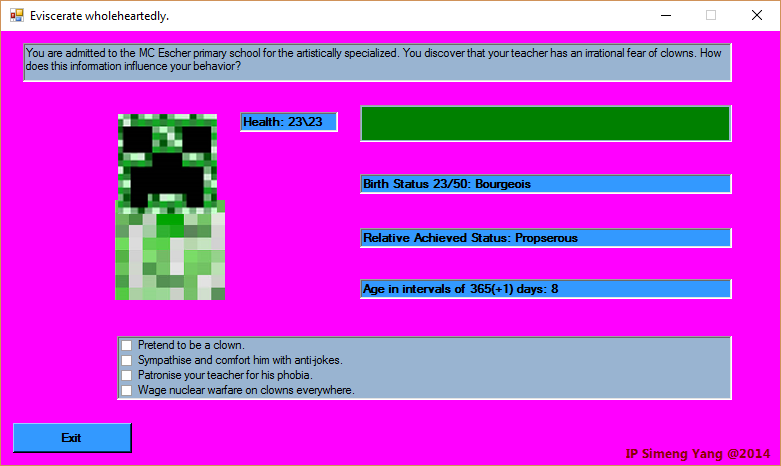 Eviscerate wholeheartedly.
You are admitted to the MC Escher primary school for the artistically specialized. You discover that your teacher has an irrational fear of clowns. How
does this information influence your behavior?
Health: 23\23
Birth Status 23/50: Bourgeois
Relative Achieved Status: Propserous
Age in intervals of 365(+1) days: 8
Pretend to be a clown.
Sympathise and comfort him with anti-jokes.
Patronise your teacher for his phobia.
Wage nuclear warfare on clowns everywhere.
Exit
IP Simeng Yang @2014